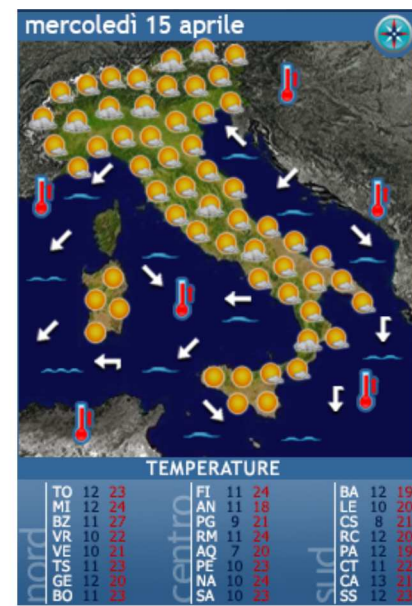 mercoledì 15 aprile
TEMPERATURE
nord
TO 12 23
MI 12 24
BZ 11 27
VR 10 22
VE 10 21
TS 11 23
GE 12 20
BO 11 23
centro
FI 11 24
AN 11 18
PG 9 21
RM 11 24
AQ 7 20
PE 10 23
NA 10 24
SA 10 23
sud
BA 12 19
LE 10 20
CS 8 21
RC 12 20
PA 12 19
CT 11 22
CA 13 21
SS 12 22